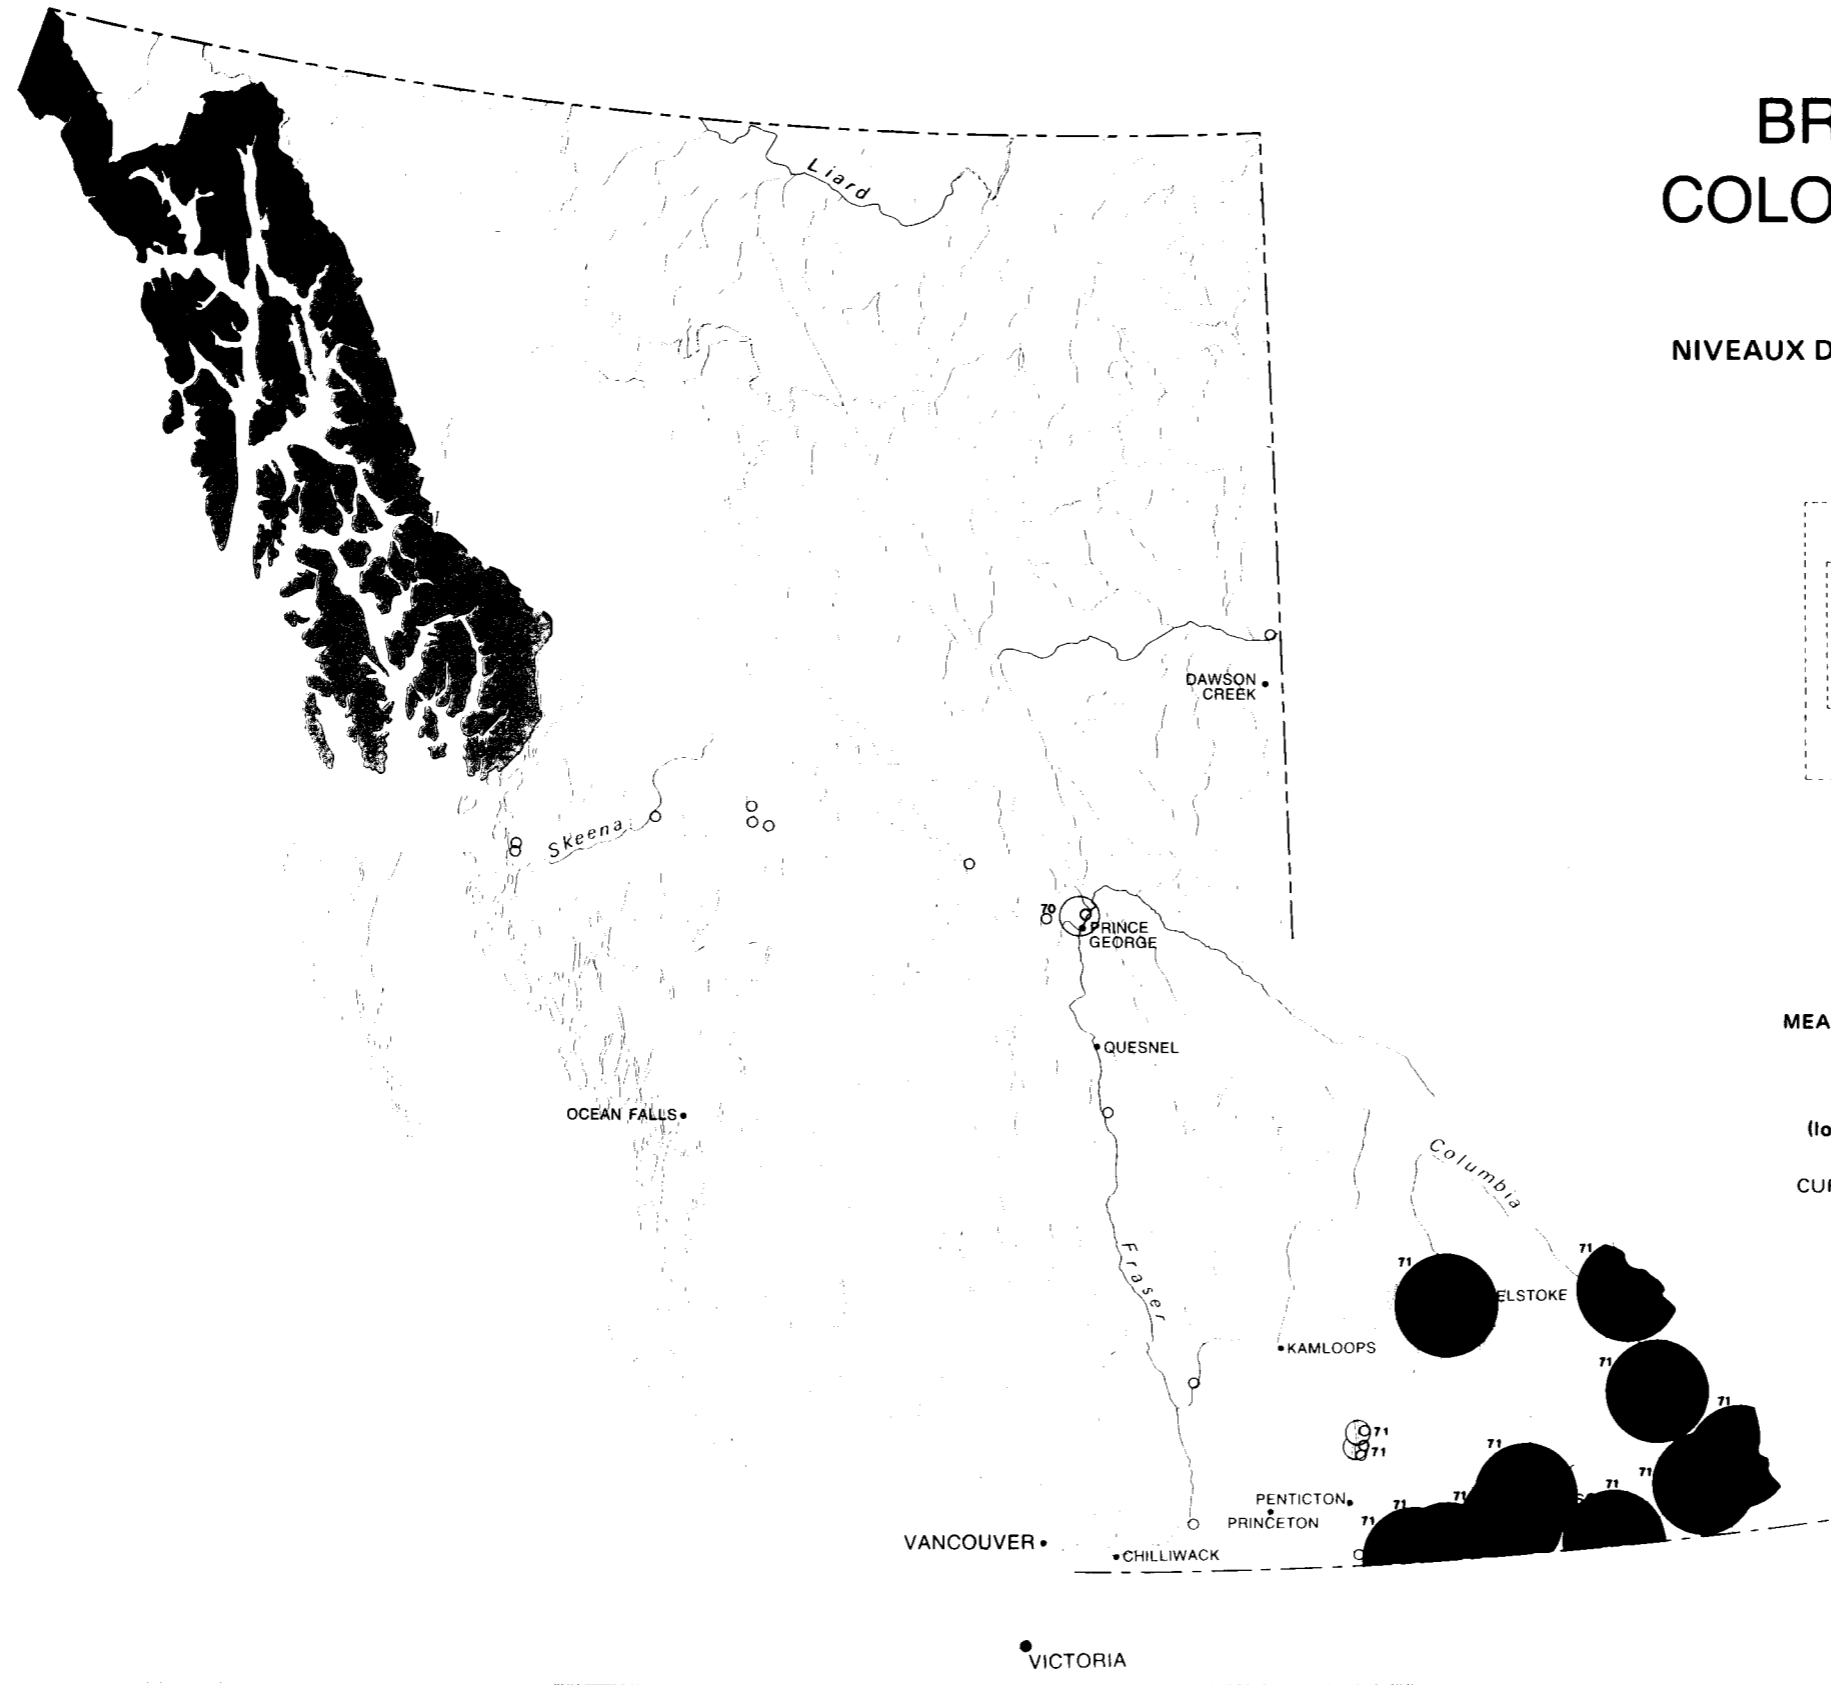 BR
COLO
Liard
NIVEAUX D
DAWSON
CREEK
Skeena
70
PRINCE
GEORGE
MEA
QUESNEL
OCEAN FALLS
(lo
Columbia
CUF
Fraser
71
71
ELSTOKE
KAMLOOPS
71
71
71
71
71
71
71
71
71
71
PENTICTON
PRINCETON
VANCOUVER
CHILLIWACK
VICTORIA